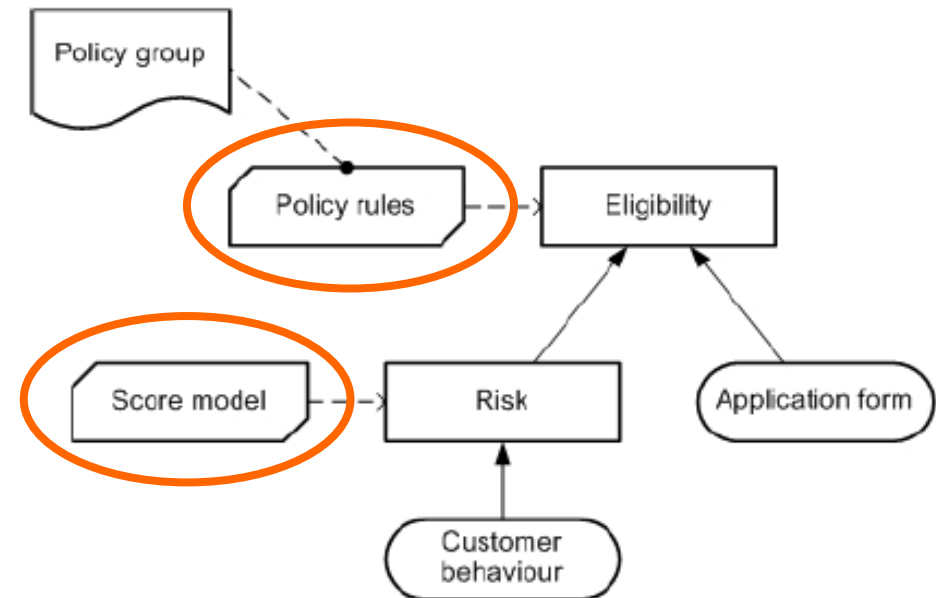 Policy group
Policy rules
Eligibility
Score model
Risk
Application form
Customer
behaviour